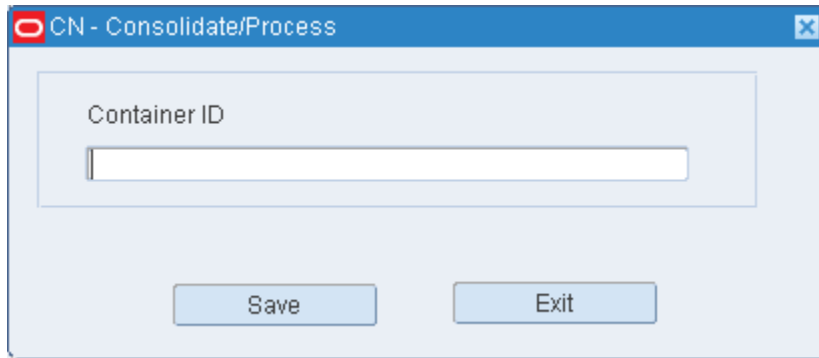 CN - Consolidate/Process
Container ID
Save Exit